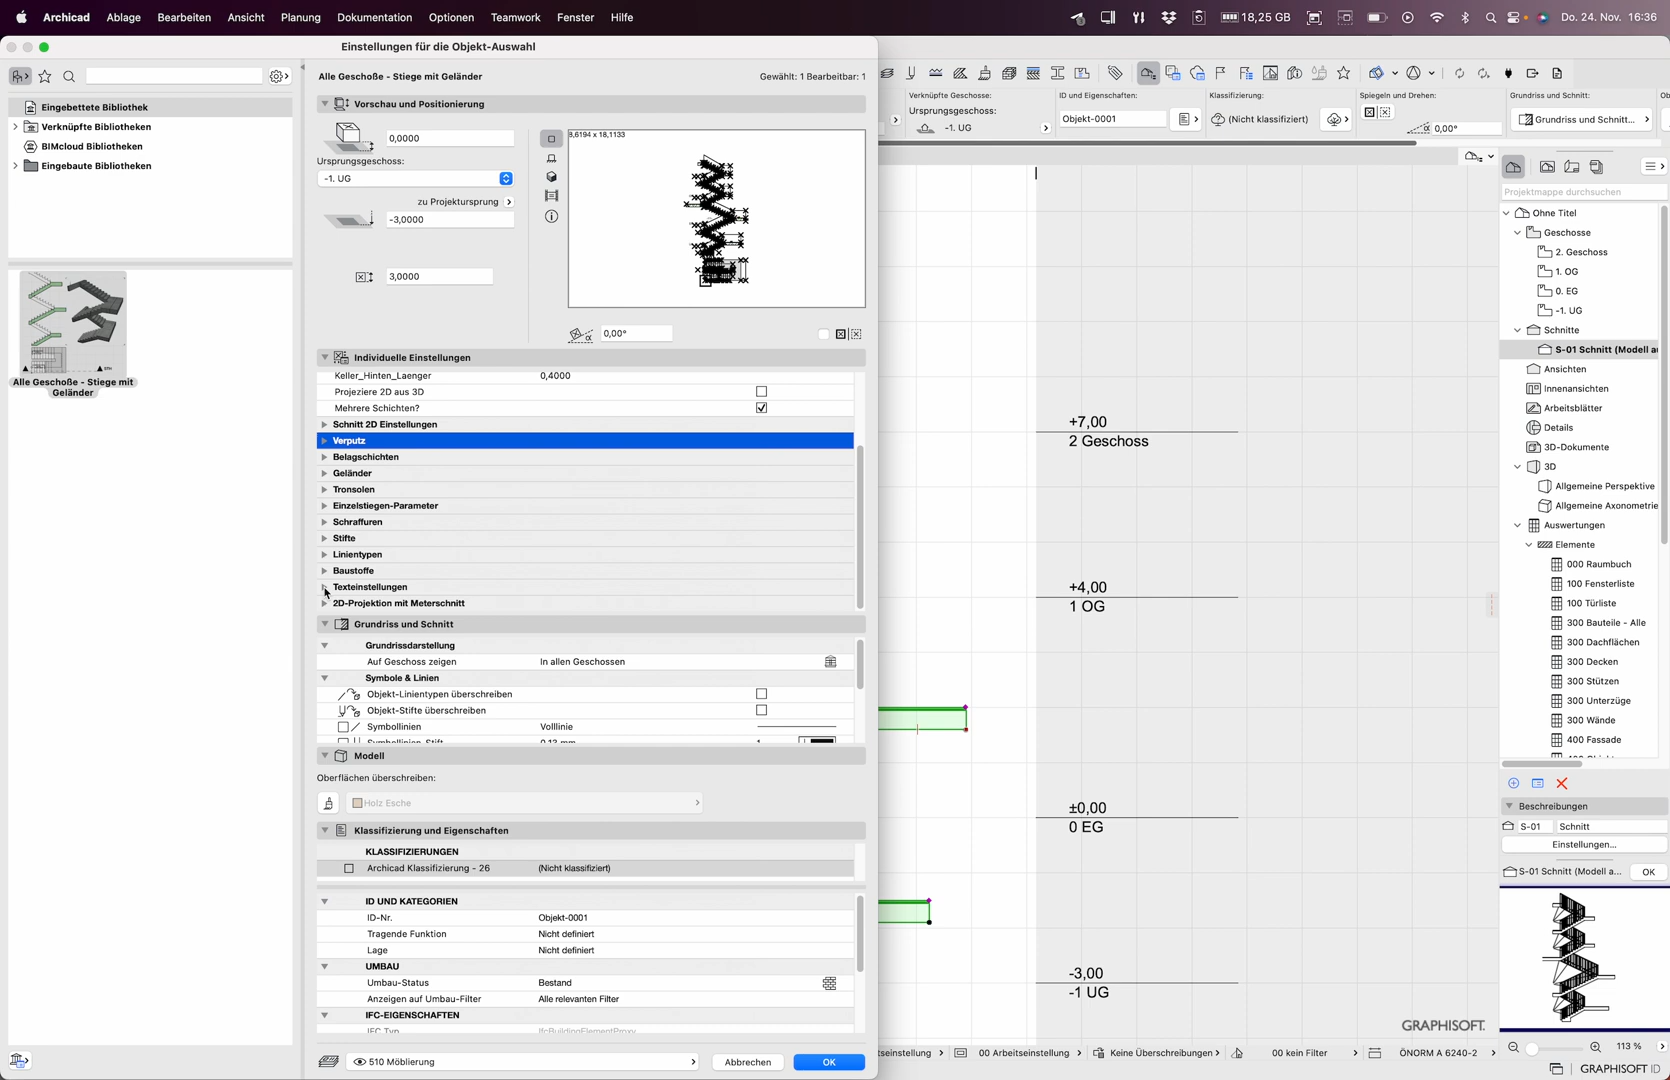 Archicad Ablage Bearbeiten Ansicht Planung Dokumentation Optionen Teamwork Fenster Hilfe 18,25 GB Do. 24. Nov. 16:36
Einstellungen für die Objekt-Auswahl
Alle Geschoße - Stiege mit Geländer Gewählt: 1 Bearbeitbar: 1
Eingebettete Bibliothek
Verknüpfte Bibliotheken
BIMcloud Bibliotheken
Eingebaute Bibliotheken
Alle Geschoße - Stiege mit
Geländer
Vorschau und Positionierung
0,0000
Ursprungsgeschoss:
-1. UG
zu Projektursprung
-3,0000
3,0000
8,6194 x 18,1133
0,00°
Individuelle Einstellungen
Keller_Hinten_Laenger 0,4000
Projeziere 2D aus 3D
Mehrere Schichten?
Schnitt 2D Einstellungen
Verputz
Belagschichten
Geländer
Tronsolen
Einzelstiegen-Parameter
Schraffuren
Stifte
Linientypen
Baustoffe
Texteinstellungen
2D-Projektion mit Meterschnitt
Grundriss und Schnitt
Grundrissdarstellung
Auf Geschoss zeigen In allen Geschossen
Symbole & Linien
Objekt-Linientypen überschreiben
Objekt-Stifte überschreiben
Symbollinien Volllinie
Symbollinien-Stift 0.13 mm 1
Modell
Oberflächen überschreiben:
Holz Esche
Klassifizierung und Eigenschaften
KLASSIFIZIERUNGEN
Archicad Klassifizierung - 26 (Nicht klassifiziert)
ID UND KATEGORIEN
ID-Nr. Objekt-0001
Tragende Funktion Nicht definiert
Lage Nicht definiert
UMBAU
Umbau-Status Bestand
Anzeigen auf Umbau-Filter Alle relevanten Filter
IFC-EIGENSCHAFTEN
IFC Typ IfcBuildingElementProxy
510 Möblierung
Abbrechen
OK
Verknüpfte Geschosse:
Ursprungsgeschoss:
-1. UG
ID und Eigenschaften:
Objekt-0001
Klassifizierung:
(Nicht klassifiziert)
Spiegeln und Drehen:
0,00°
Grundriss und Schnitt:
Grundriss und Schnitt...
+7,00
2 Geschoss
+4,00
1 OG
±0,00
0 EG
-3,00
-1 UG
GRAPHISOFT.
00 Arbeitseinstellung Keine Überschreibungen 00 kein Filter ÖNORM A 6240-2
Projektmappe durchsuchen
Ohne Titel
Geschosse
2. Geschoss
1. OG
0. EG
-1. UG
Schnitte
S-01 Schnitt (Modell a
Ansichten
Innenansichten
Arbeitsblätter
Details
3D-Dokumente
3D
Allgemeine Perspektive
Allgemeine Axonometrie
Auswertungen
Elemente
000 Raumbuch
100 Fensterliste
100 Türliste
300 Bauteile - Alle
300 Dachflächen
300 Decken
300 Stützen
300 Unterzüge
300 Wände
400 Fassade
Beschreibungen
S-01 Schnitt
Einstellungen...
S-01 Schnitt (Modell a... OK
113 %
GRAPHISOFT ID